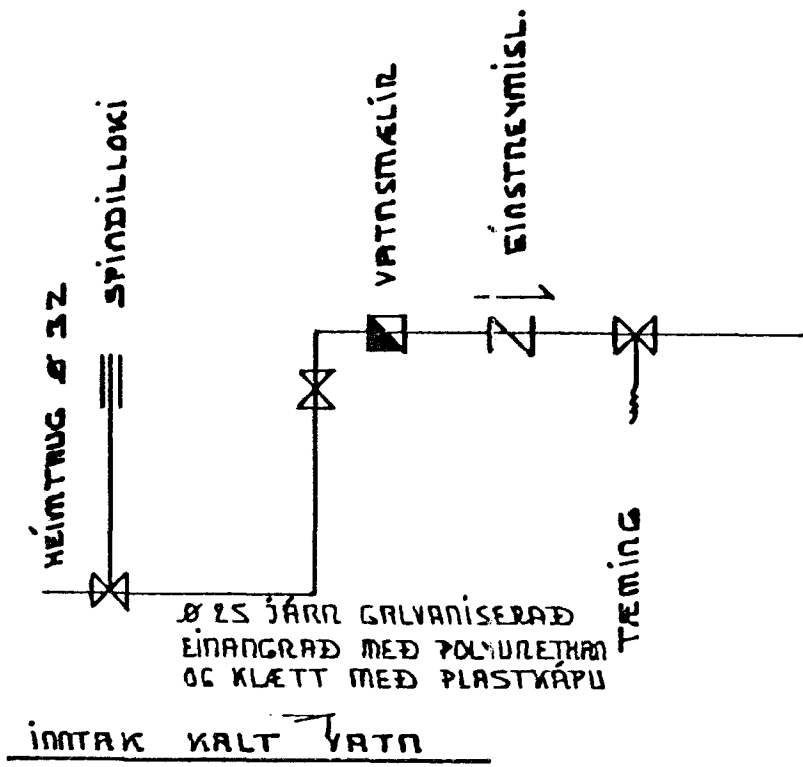 HEIMTAUG Ø 32
SPINDILLOKI
VATNSMÆLIR
EINSTREYMISL.
TÆMING
Ø 25 JÁRN GALVANISERAÐ
EINANGRAÐ MEÐ POLYURETHAN
OG KLÆTT MEÐ PLASTKÁPU
INNTAK KALT VATN